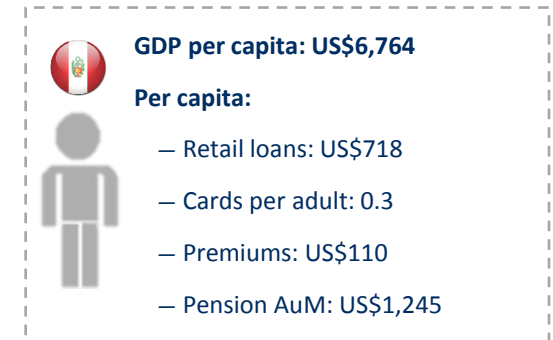 GDP per capita: US$6,764
Per capita:
— Retail loans: US$718
— Cards per adult: 0.3
— Premiums: US$110
— Pension AuM: US$1,245